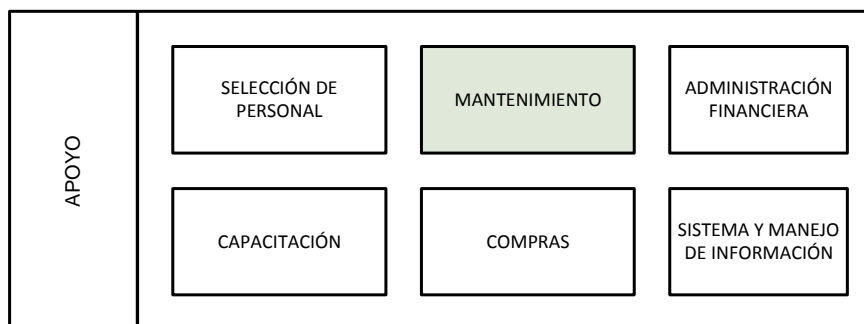 APOYO
SELECCIÓN DE
PERSONAL
MANTENIMIENTO
ADMINISTRACIÓN
FINANCIERA
CAPACITACIÓN
COMPRAS
SISTEMA Y MANEJO
DE INFORMACIÓN